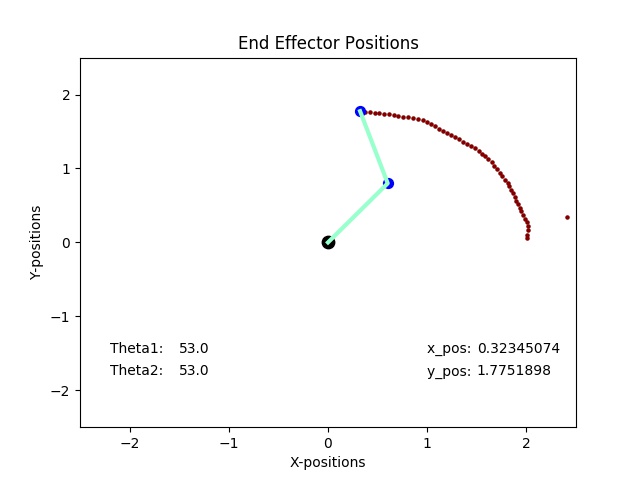 End Effector Positions
Y-positions
2
1
0
−1
−2
Theta1: 53.0
Theta2: 53.0
x_pos: 0.32345074
y_pos: 1.7751898
−2 −1 0 1 2
X-positions